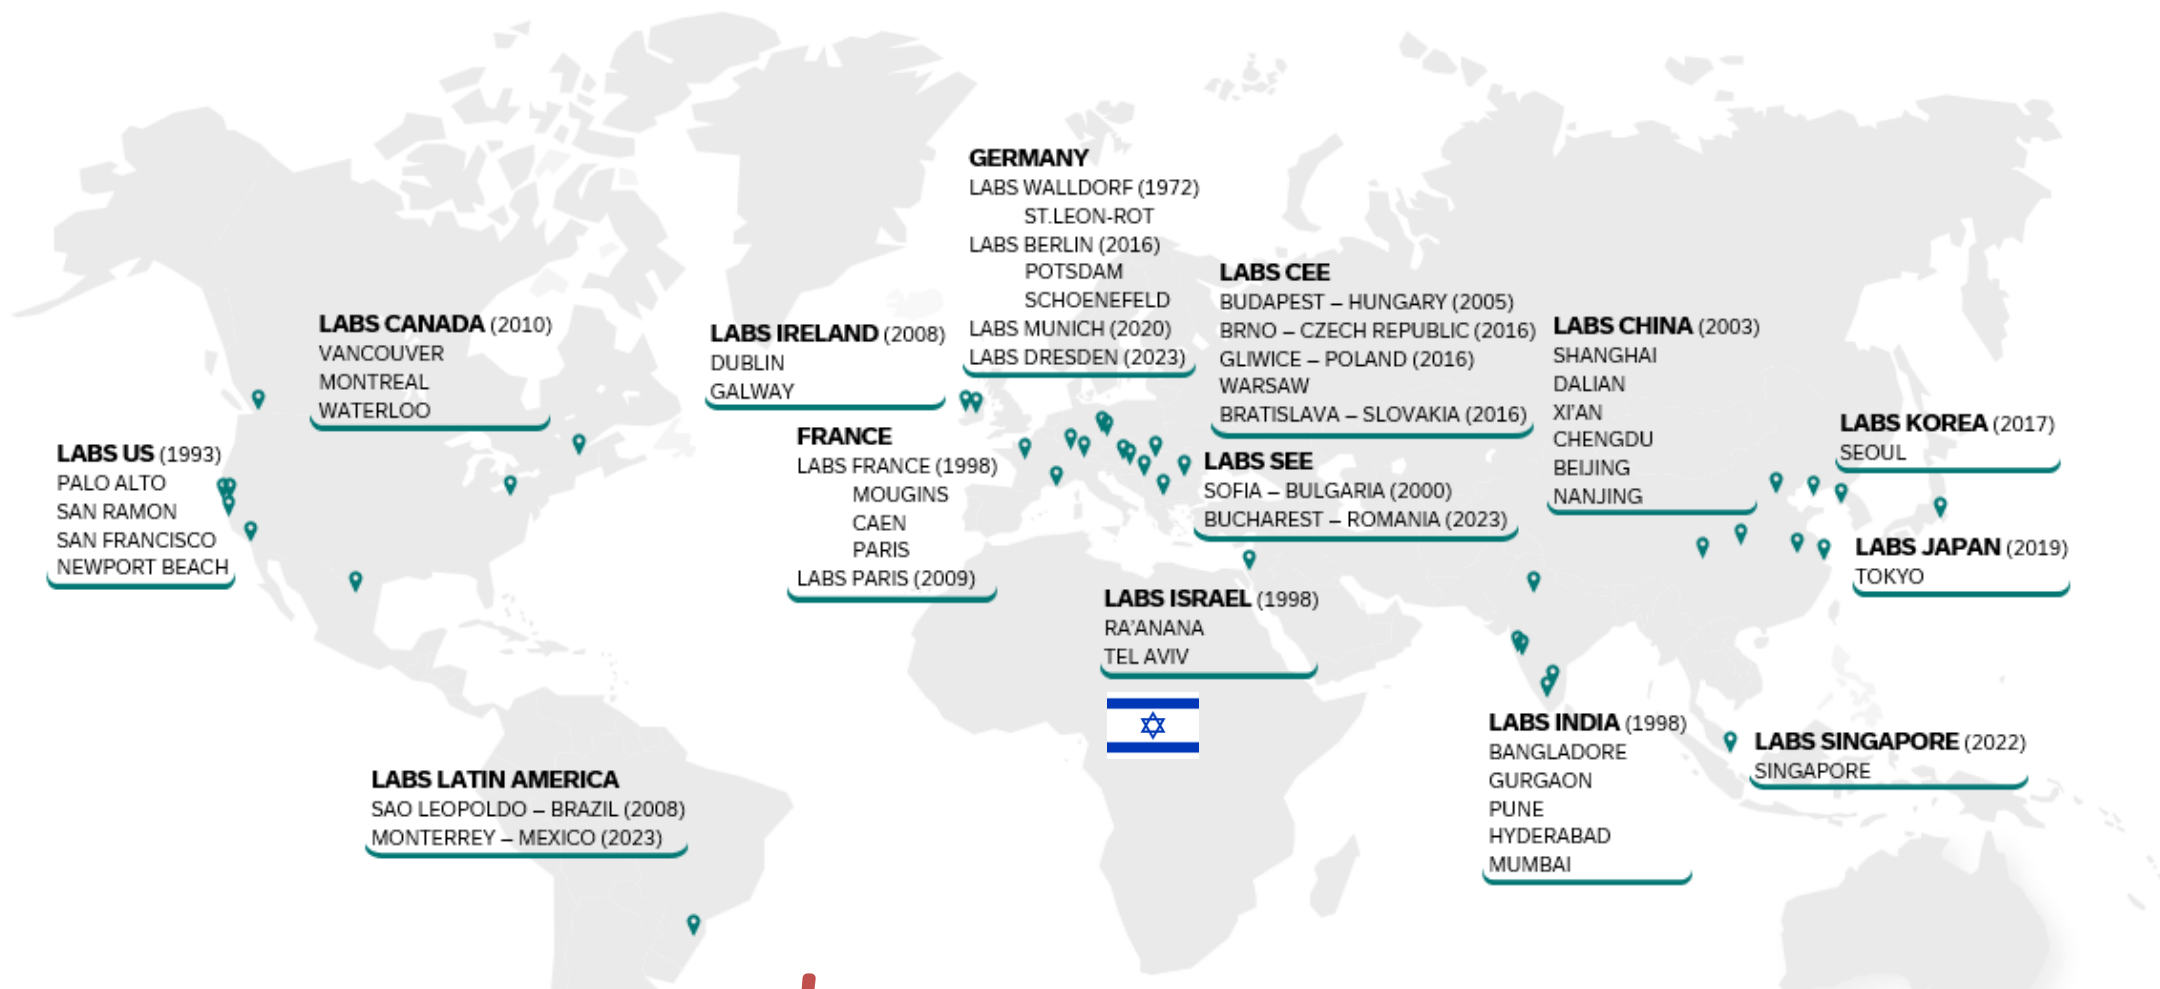 GERMANY
LABS WALLDORF (1972)
ST.LEON-ROT
LABS BERLIN (2016)
POTSDAM
SCHOENEFELD
LABS MUNICH (2020)
LABS DRESDEN (2023)
LABS CEE
BUDAPEST – HUNGARY (2005)
BRNO – CZECH REPUBLIC (2016)
GLIWICE – POLAND (2016)
WARSAW
BRATISLAVA – SLOVAKIA (2016)
LABS CANADA (2010)
VANCOUVER
MONTREAL
WATERLOO
LABS IRELAND (2008)
DUBLIN
GALWAY
LABS CHINA (2003)
SHANGHAI
DALIAN
XI'AN
CHENGDU
BEIJING
NANJING
LABS KOREA (2017)
SEOUL
LABS US (1993)
PALO ALTO
SAN RAMON
SAN FRANCISCO
NEWPORT BEACH
FRANCE
LABS FRANCE (1998)
MOUGINS
CAEN
PARIS
LABS PARIS (2009)
LABS SEE
SOFIA – BULGARIA (2000)
BUCHAREST – ROMANIA (2023)
LABS JAPAN (2019)
TOKYO
LABS ISRAEL (1998)
RA'ANANA
TEL AVIV
LABS INDIA (1998)
BANGLADORE
GURGAON
PUNE
HYDERABAD
MUMBAI
LABS SINGAPORE (2022)
SINGAPORE
LABS LATIN AMERICA
SAO LEOPOLDO – BRAZIL (2008)
MONTERREY – MEXICO (2023)